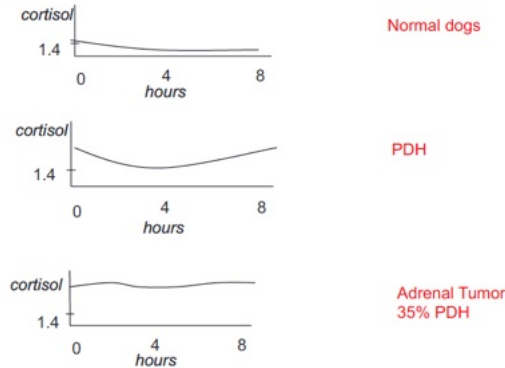 cortisol
Normal dogs
1.4
0 4 8
hours
cortisol
PDH
1.4
0 4 8
hours
cortisol
Adrenal Tumor
35% PDH
1.4
0 4 8
hours